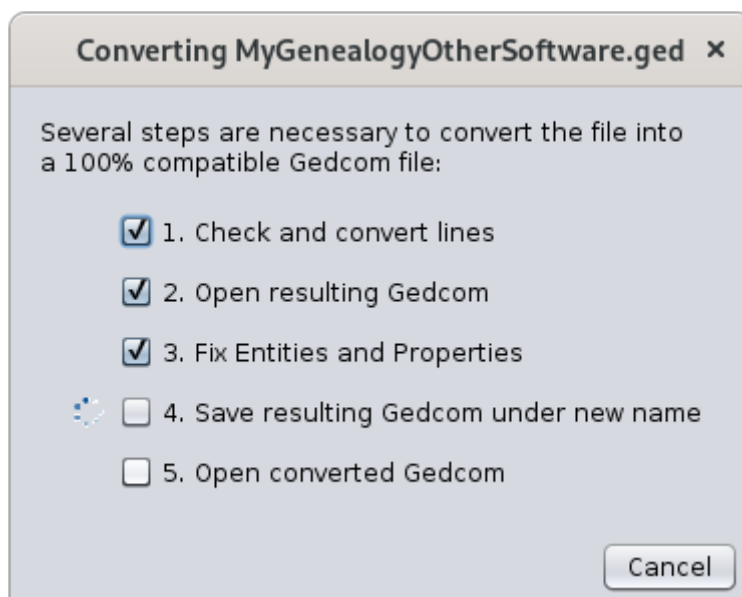 Converting MyGenealogyOtherSoftware.ged ×
Several steps are necessary to convert the file into
a 100% compatible Gedcom file:
1. Check and convert lines
2. Open resulting Gedcom
3. Fix Entities and Properties
4. Save resulting Gedcom under new name
5. Open converted Gedcom
Cancel